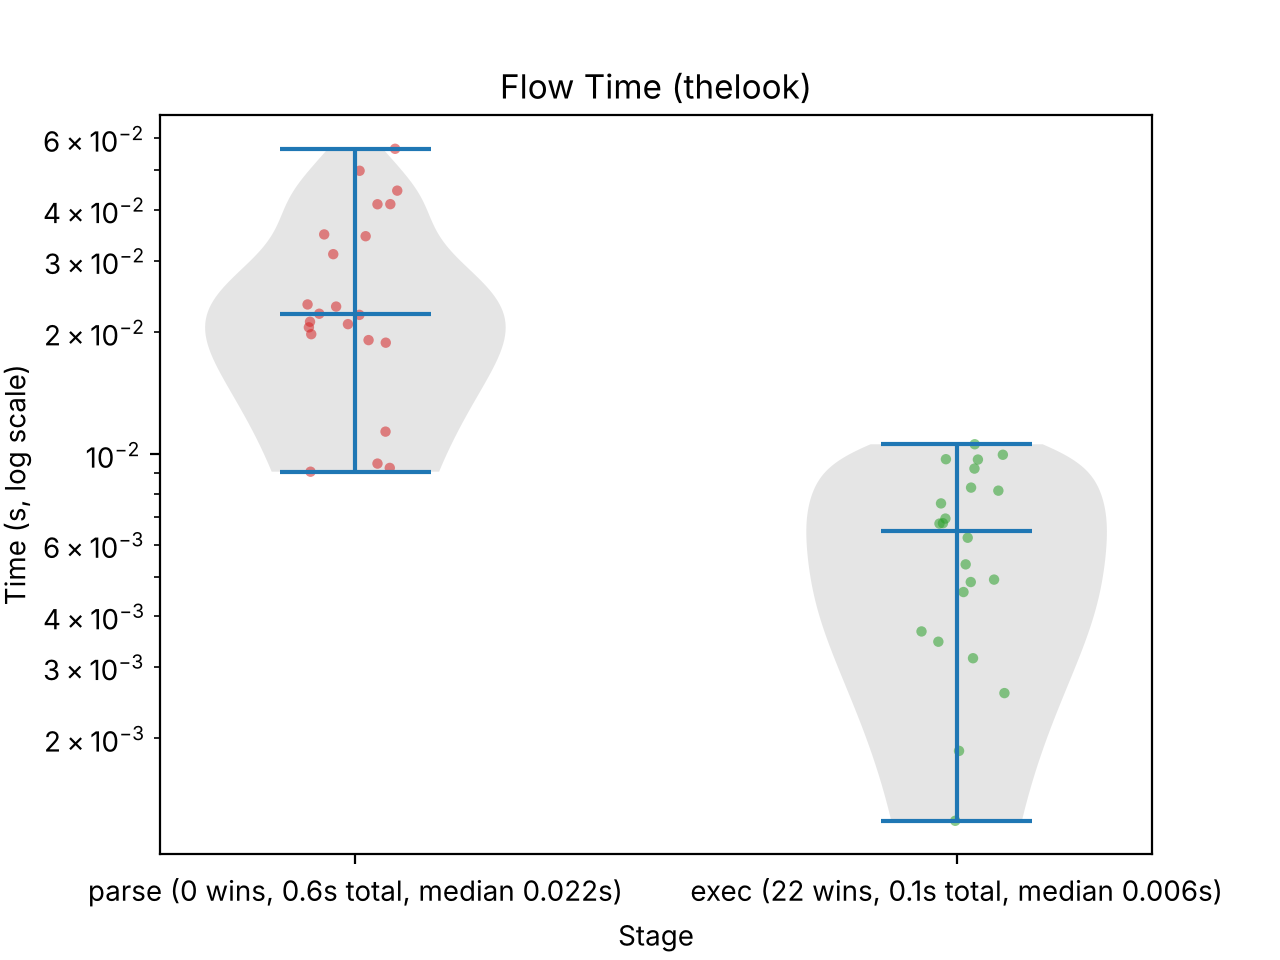 Flow Time (thelook)
Time (s, log scale)
6 × 10⁻²
4 × 10⁻²
3 × 10⁻²
2 × 10⁻²
10⁻²
6 × 10⁻³
4 × 10⁻³
3 × 10⁻³
2 × 10⁻³
parse (0 wins, 0.6s total, median 0.022s)
exec (22 wins, 0.1s total, median 0.006s)
Stage